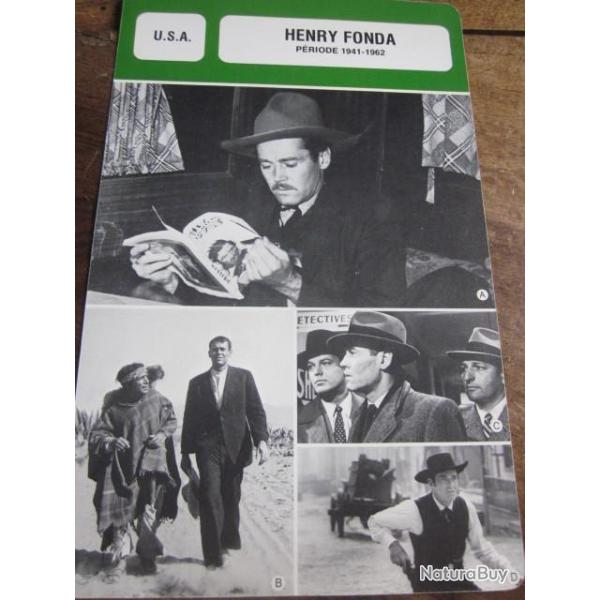 U.S.A.
HENRY FONDA
PÉRIODE 1941-1962
A
ETECTIVES
C
B
D
NaturaBuy